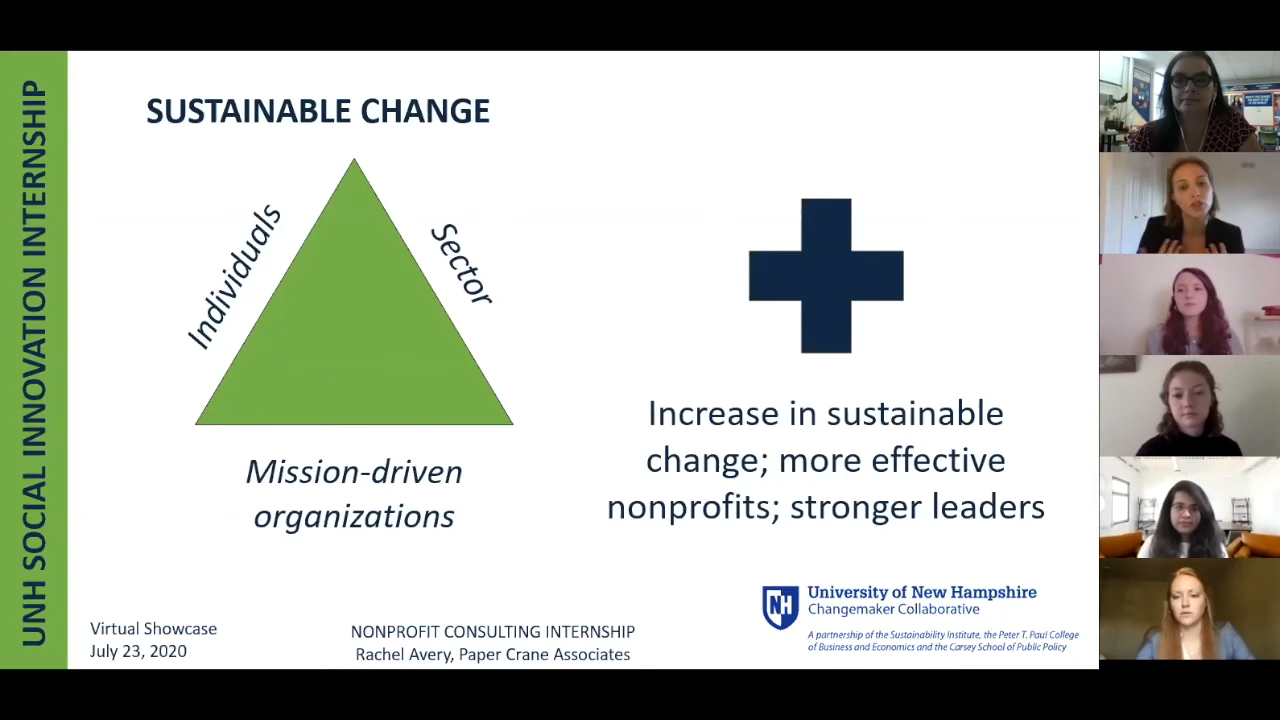 UNH SOCIAL INNOVATION INTERNSHIP
SUSTAINABLE CHANGE
Individuals
Sector
Mission-driven
organizations
Increase in sustainable
change; more effective
nonprofits; stronger leaders
Virtual Showcase
July 23, 2020
NONPROFIT CONSULTING INTERNSHIP
Rachel Avery, Paper Crane Associates
NH
University of New Hampshire
Changemaker Collaborative
A partnership of the Sustainability Institute, the Peter T. Paul College
of Business and Economics and the Carsey School of Public Policy